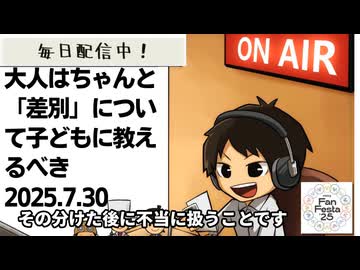 毎日配信中！
ON AIR
大人はちゃんと
「差別」につい
て子どもに教え
るべき
2025.7.30
その分けた後に不当に扱うことです
Fan
Festa
'25